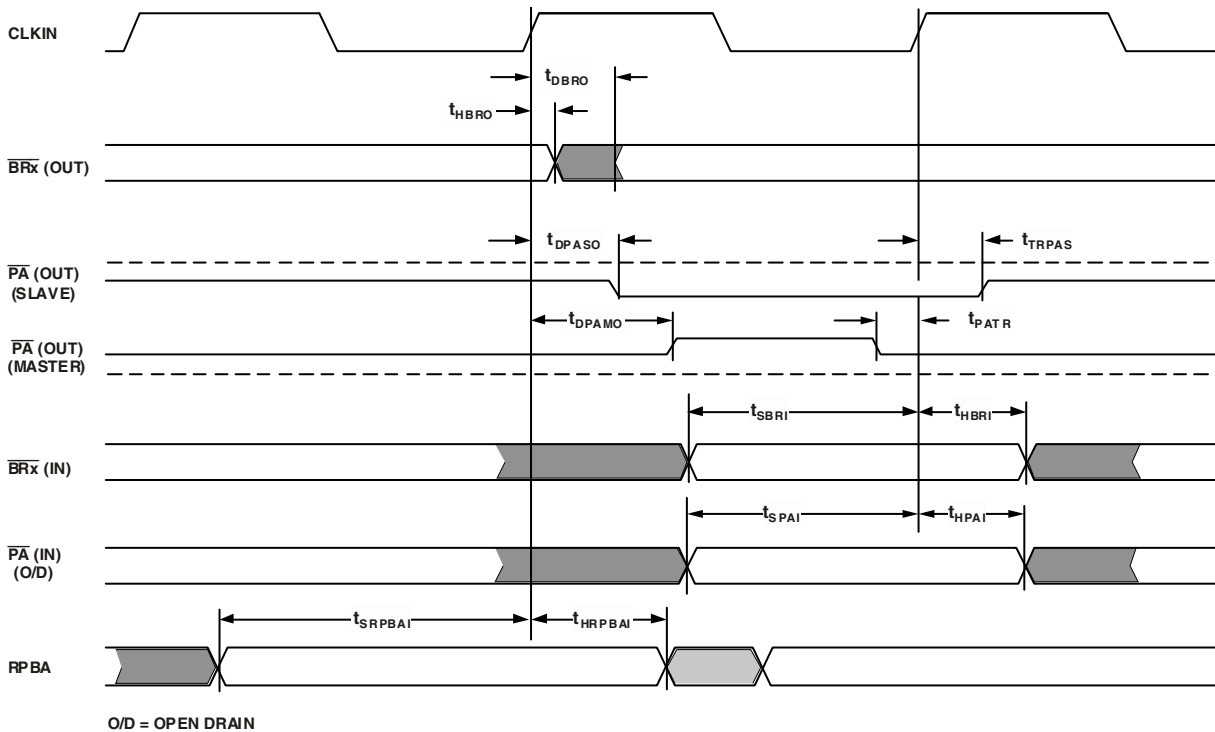 CLKIN
tDBRO
tHBRO
BRx (OUT)
tDPASO
tTRPAS
PA (OUT)
(SLAVE)
tDPAMO
tPATR
PA (OUT)
(MASTER)
tSBRI
tHBRI
BRx (IN)
tSPAI
tHPAI
PA (IN)
(O/D)
tSRPBAI
tHRPBAI
RPBA
O/D = OPEN DRAIN